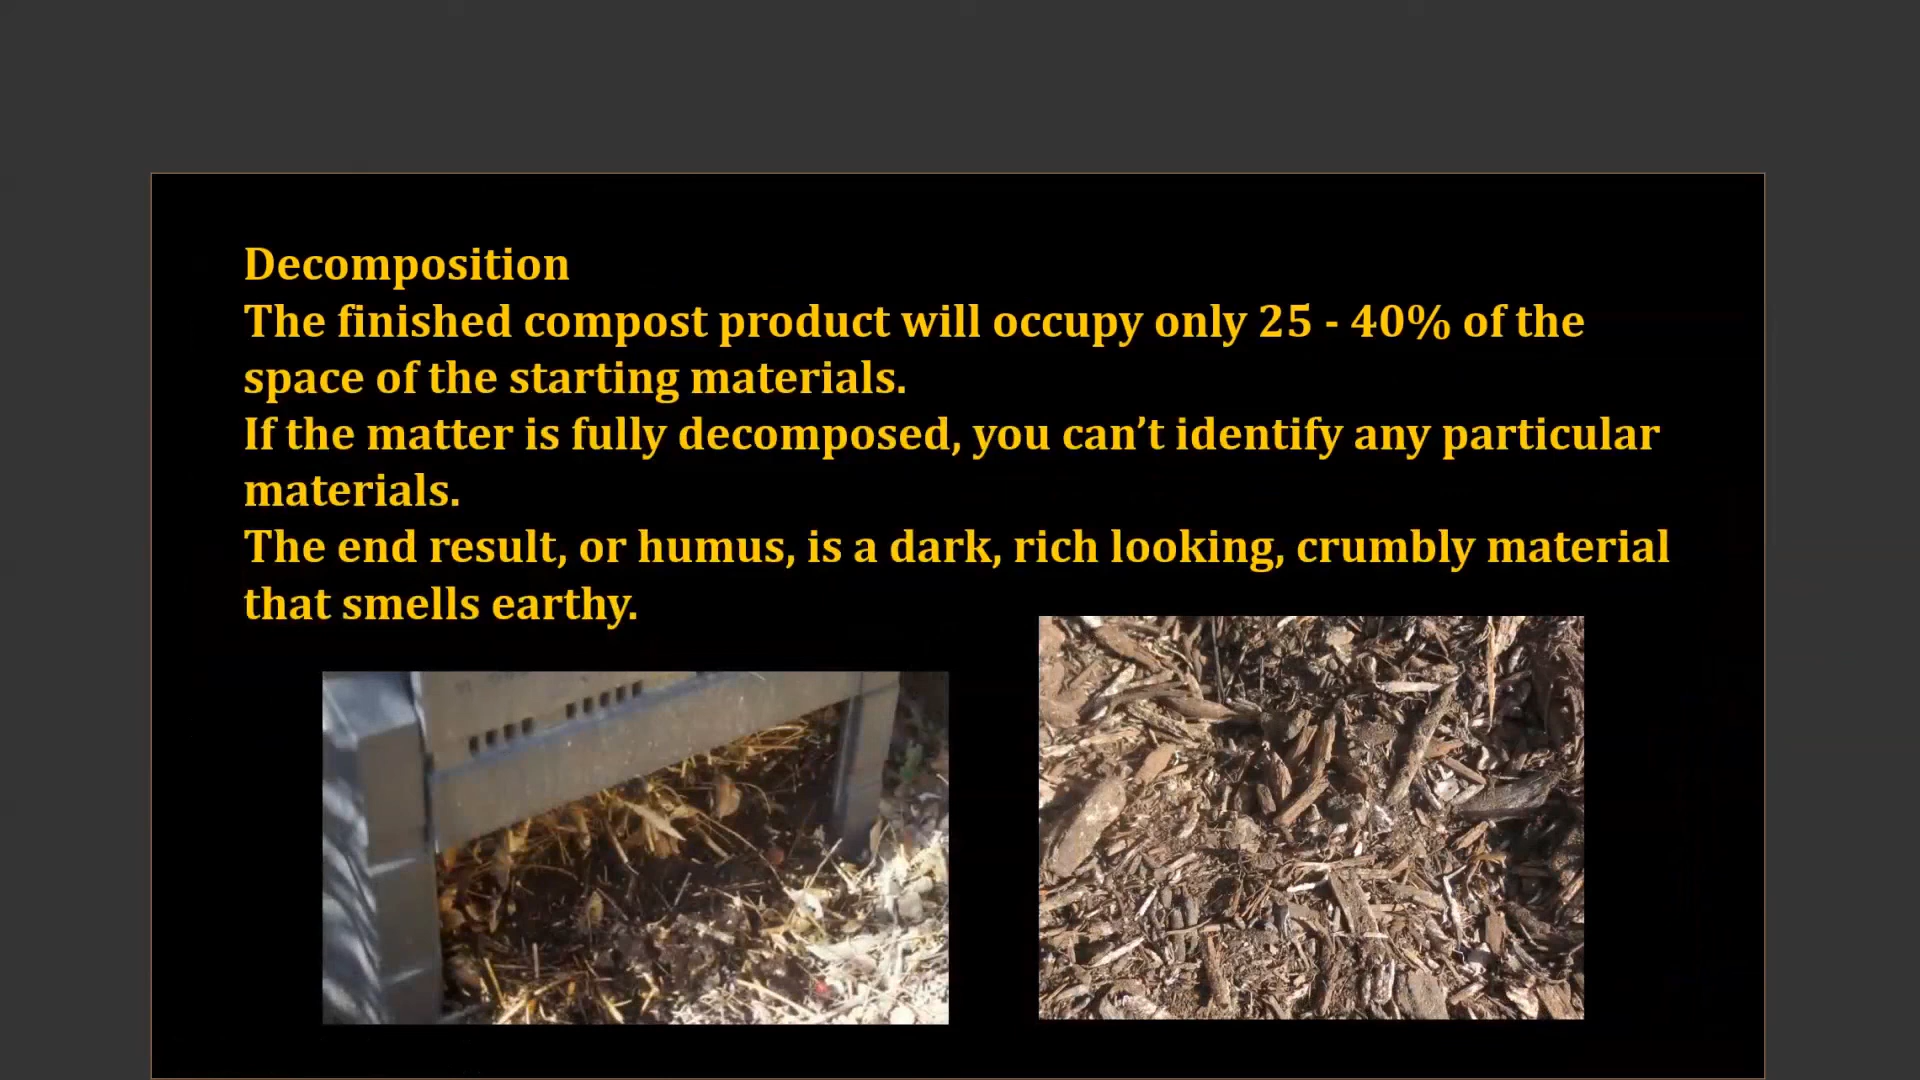 Decomposition
The finished compost product will occupy only 25 - 40% of the
space of the starting materials.
If the matter is fully decomposed, you can’t identify any particular
materials.
The end result, or humus, is a dark, rich looking, crumbly material
that smells earthy.